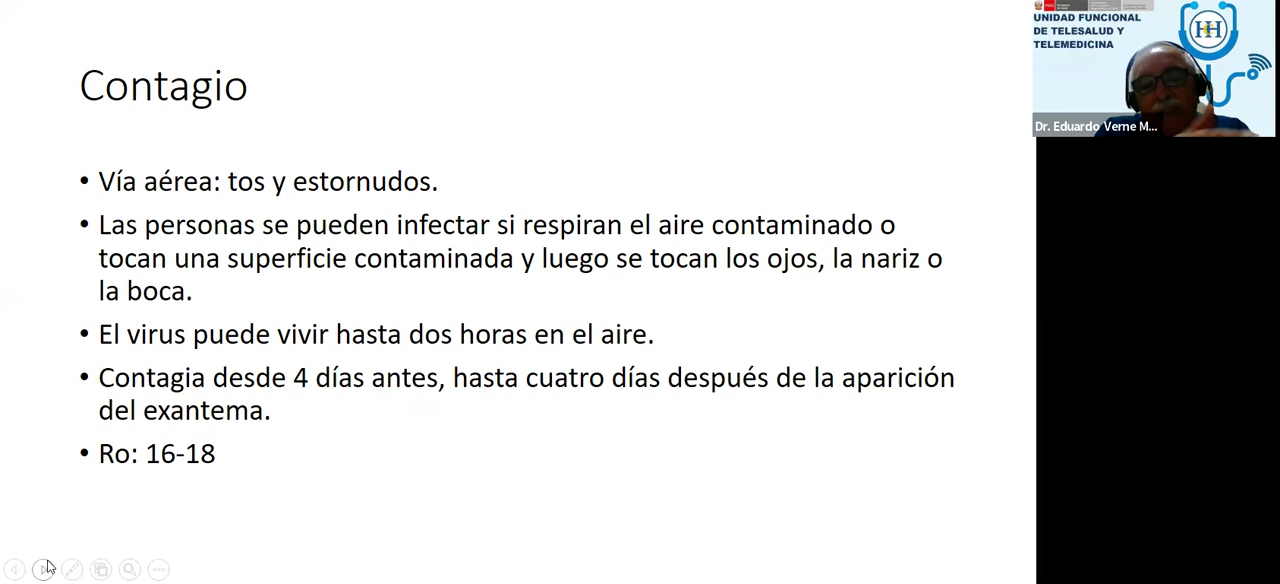 Contagio
• Vía aérea: tos y estornudos.
• Las personas se pueden infectar si respiran el aire contaminado o
tocan una superficie contaminada y luego se tocan los ojos, la nariz o
la boca.
• El virus puede vivir hasta dos horas en el aire.
• Contagia desde 4 días antes, hasta cuatro días después de la aparición
del exantema.
• Ro: 16-18
UNIDAD FUNCIONAL
DE TELESALUD Y
TELEMEDICINA
Dr. Eduardo Verne M...